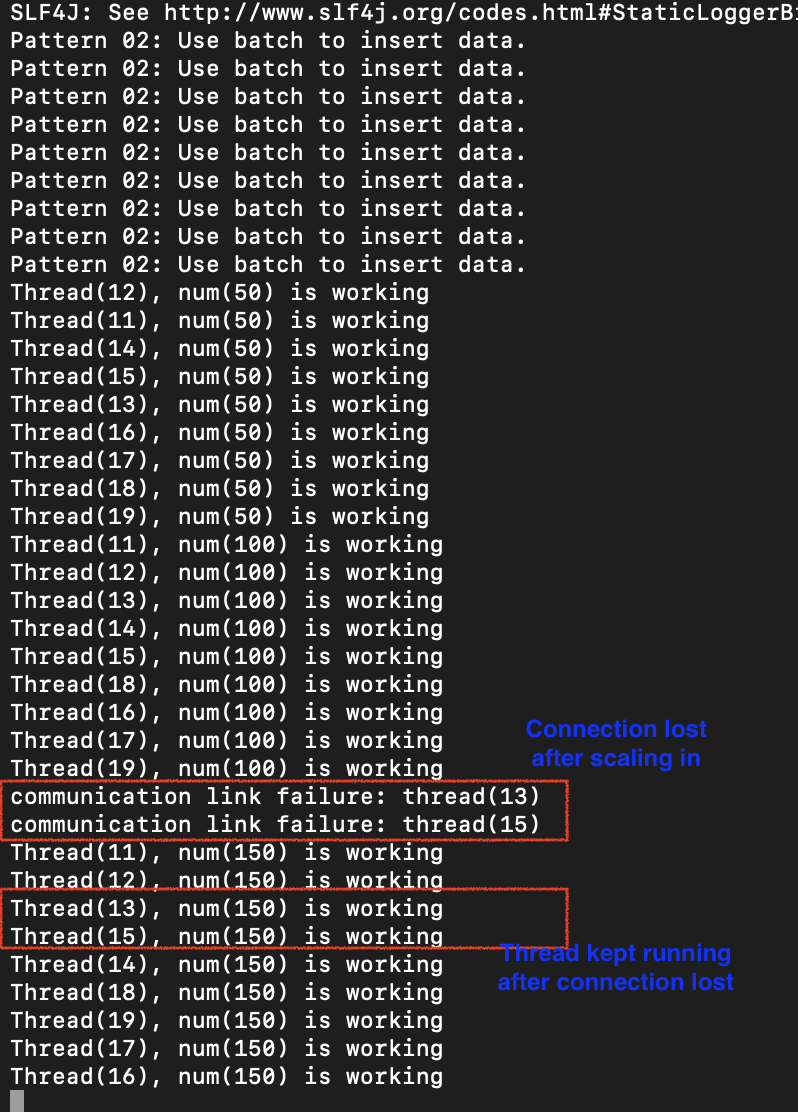 SLF4J: See http://www.slf4j.org/codes.html#StaticLoggerBi
Pattern 02: Use batch to insert data.
Pattern 02: Use batch to insert data.
Pattern 02: Use batch to insert data.
Pattern 02: Use batch to insert data.
Pattern 02: Use batch to insert data.
Pattern 02: Use batch to insert data.
Pattern 02: Use batch to insert data.
Pattern 02: Use batch to insert data.
Pattern 02: Use batch to insert data.
Thread(12), num(50) is working
Thread(11), num(50) is working
Thread(14), num(50) is working
Thread(15), num(50) is working
Thread(13), num(50) is working
Thread(16), num(50) is working
Thread(17), num(50) is working
Thread(18), num(50) is working
Thread(19), num(50) is working
Thread(11), num(100) is working
Thread(12), num(100) is working
Thread(13), num(100) is working
Thread(14), num(100) is working
Thread(15), num(100) is working
Thread(18), num(100) is working
Thread(16), num(100) is working
Thread(17), num(100) is working
Thread(19), num(100) is working
Connection lost
after scaling in
communication link failure: thread(13)
communication link failure: thread(15)
Thread(11), num(150) is working
Thread(12), num(150) is working
Thread(13), num(150) is working
Thread(15), num(150) is working
Thread kept running
after connection lost
Thread(14), num(150) is working
Thread(18), num(150) is working
Thread(19), num(150) is working
Thread(17), num(150) is working
Thread(16), num(150) is working